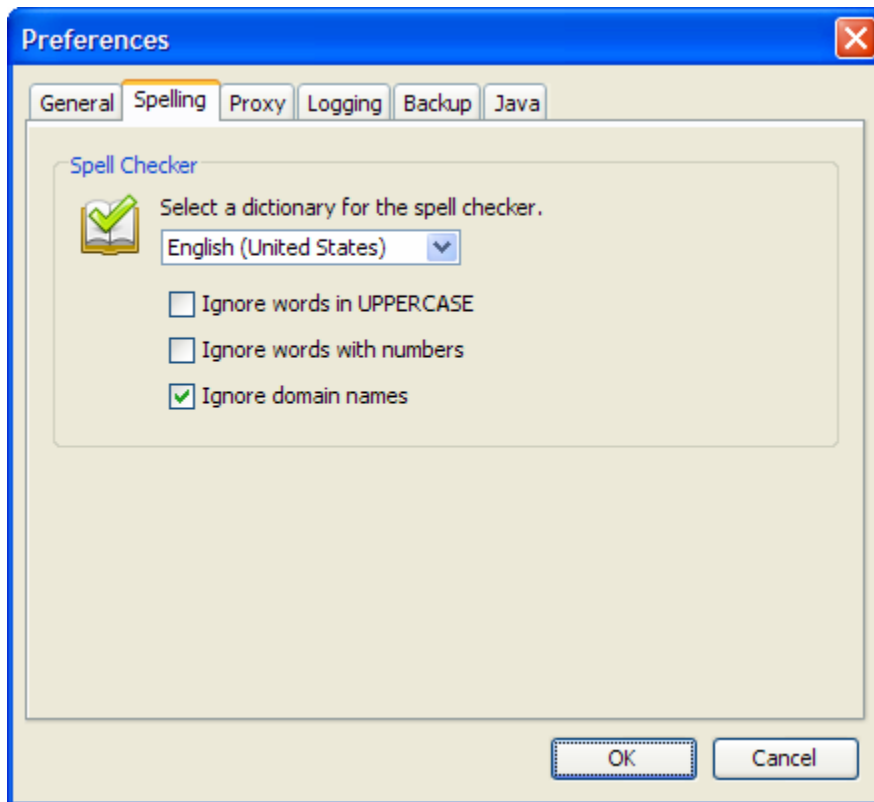 Preferences
General Spelling Proxy Logging Backup Java
Spell Checker
Select a dictionary for the spell checker.
English (United States)
Ignore words in UPPERCASE
Ignore words with numbers
Ignore domain names
OK Cancel